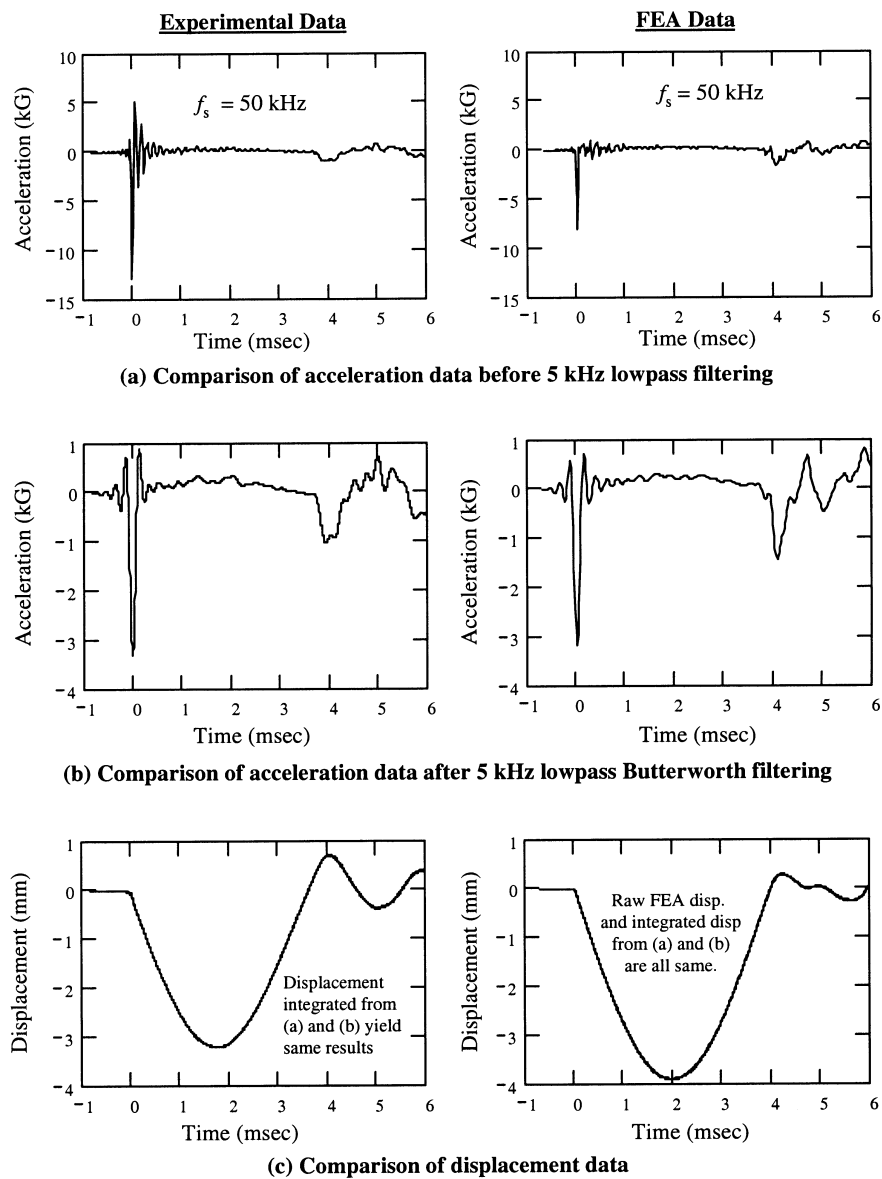 Experimental Data
FEA Data
10
5
0
−5
−10
−15
Acceleration (kG)
fs = 50 kHz
−1 0 1 2 3 4 5 6
Time (msec)
10
5
0
−5
−10
−15
Acceleration (kG)
fs = 50 kHz
−1 0 1 2 3 4 5 6
Time (msec)
(a) Comparison of acceleration data before 5 kHz lowpass filtering
1
0
−1
−2
−3
−4
Acceleration (kG)
−1 0 1 2 3 4 5 6
Time (msec)
1
0
−1
−2
−3
−4
Acceleration (kG)
−1 0 1 2 3 4 5 6
Time (msec)
(b) Comparison of acceleration data after 5 kHz lowpass Butterworth filtering
1
0
−1
−2
−3
−4
Displacement (mm)
Displacement
integrated from
(a) and (b) yield
same results
−1 0 1 2 3 4 5 6
Time (msec)
1
0
−1
−2
−3
−4
Displacement (mm)
Raw FEA disp.
and integrated disp
from (a) and (b)
are all same.
−1 0 1 2 3 4 5 6
Time (msec)
(c) Comparison of displacement data